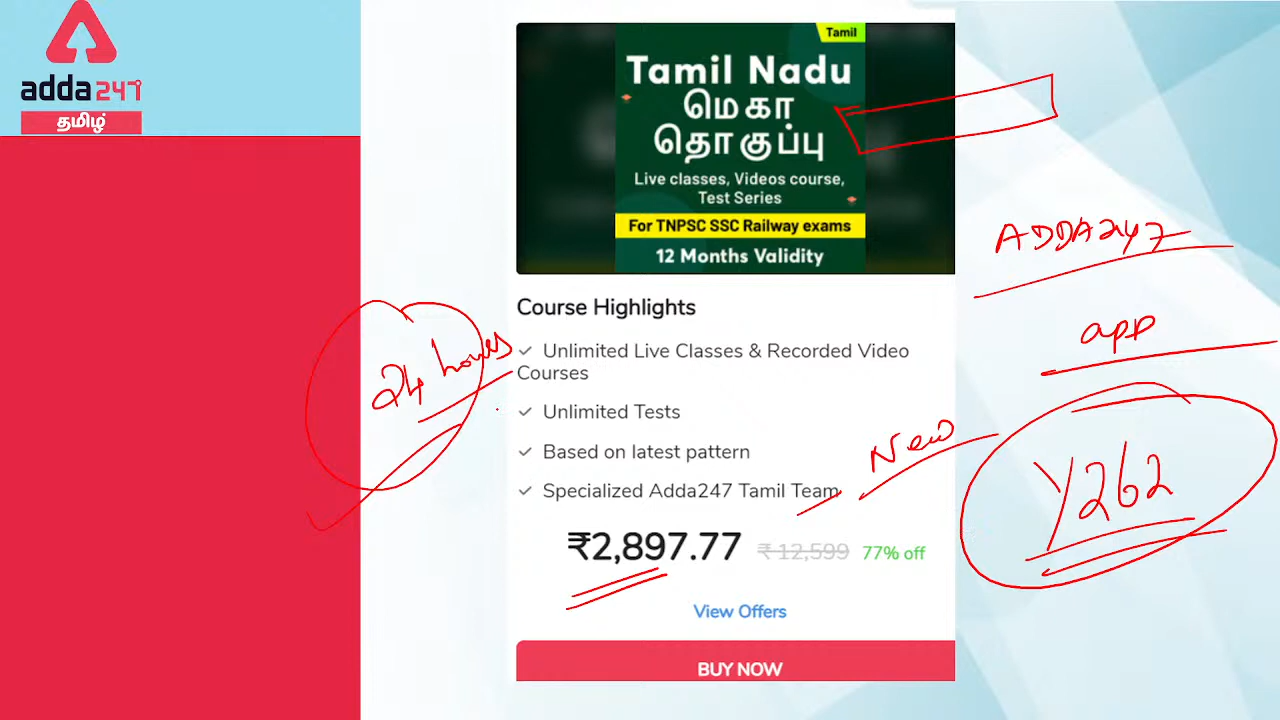 adda247
தமிழ்
Tamil
Tamil Nadu
மெகா
தொகுப்பு
Live classes, Videos course,
Test Series
For TNPSC SSC Railway exams
12 Months Validity
ADDA247
app
Course Highlights
24 hours
✓ Unlimited Live Classes & Recorded Video
Courses
✓ Unlimited Tests
✓ Based on latest pattern
New
Y262
✓ Specialized Adda247 Tamil Team
₹2,897.77 ₹ 12,599 77% off
View Offers
BUY NOW